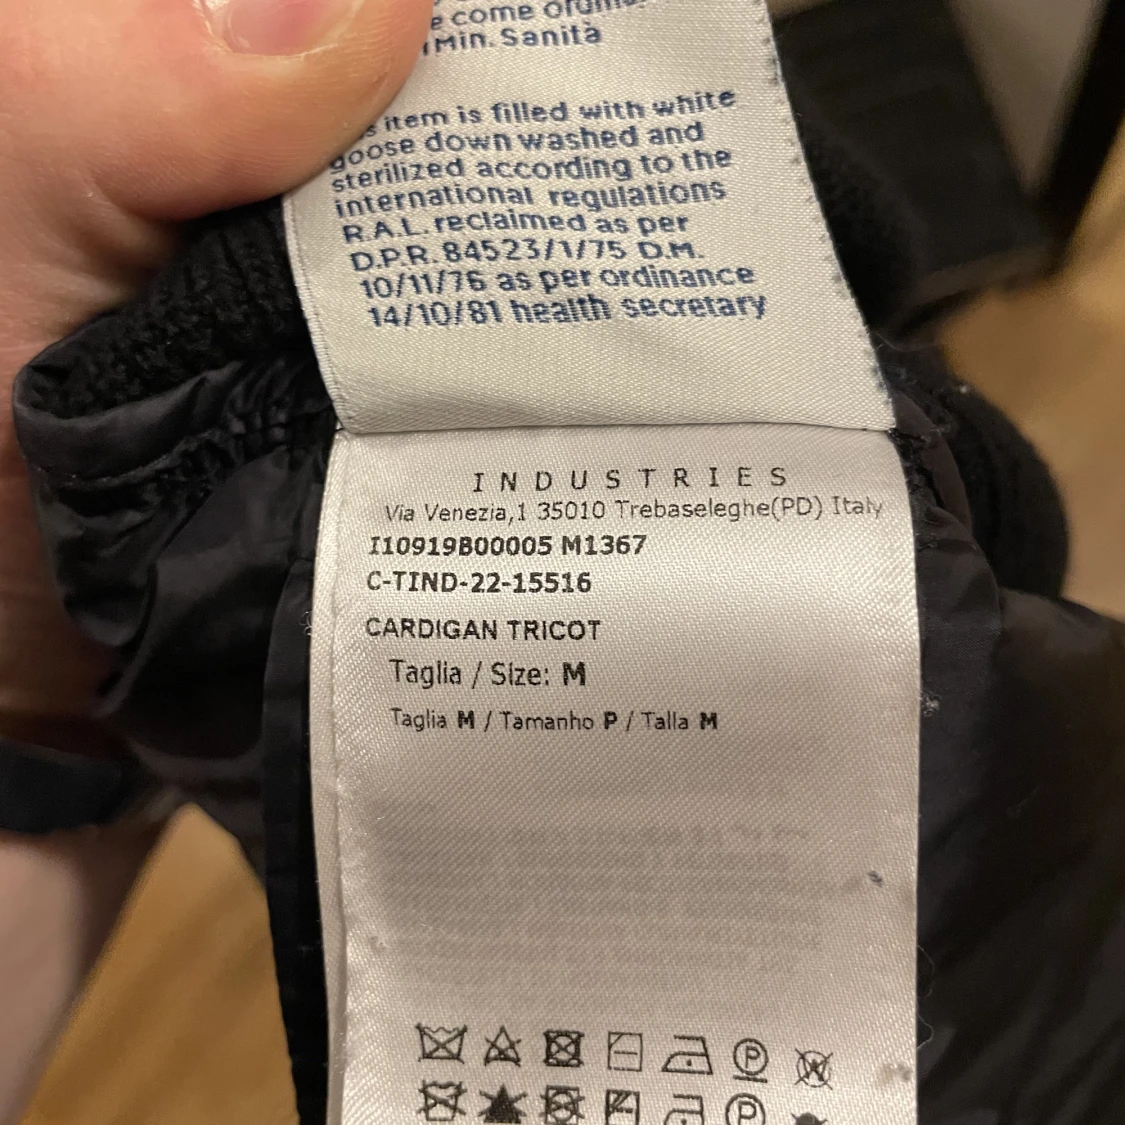 e come
Min. Sanità
item is filled with white
goose down washed and
sterilized according to the
international regulations
R.A.L. reclaimed as per
D.P.R. 84523/1/75 D.M.
10/11/76 as per ordinance
14/10/81 health secretary
INDUSTRIES
Via Venezia,1 35010 Trebaseleghe(PD) Italy
I10919B00005 M1367
C-TIND-22-15516
CARDIGAN TRICOT
Taglia / Size: M
Taglia M / Tamanho P / Talla M
P
W
P